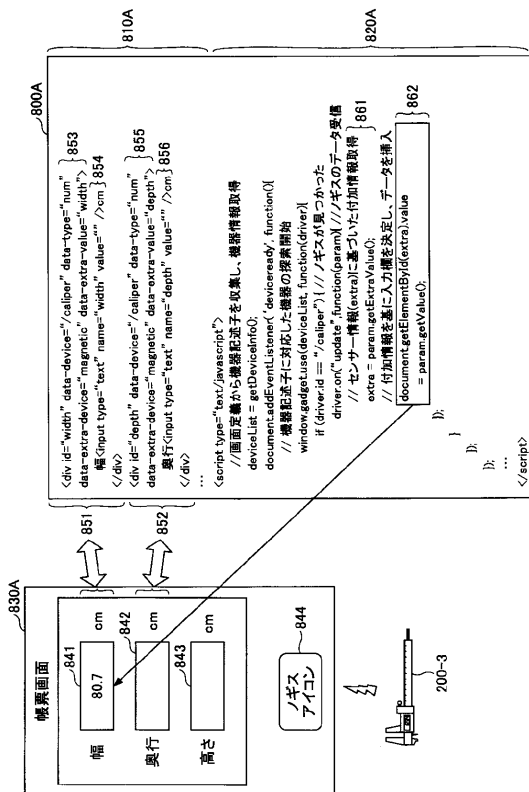 830A
帳票画面
幅
841
80.7
cm
奥行
842
cm
高さ
843
cm
ノギス
アイコン
844
200-3
851
852
800A
<div id="width" data-device="/caliper" data-type="num"
data-extra-device="magnetic" data-extra-value="width">
853
幅<input type="text" name="width" value="" />cm
854
</div>
<div id="depth" data-device="/caliper" data-type="num"
data-extra-device="magnetic" data-extra-value="depth">
855
奥行<input type="text" name="depth" value="" />cm
856
</div>
…
810A
<script type="text/javascript">
//画面定義から機器記述子を収集し、機器情報取得
deviceList = getDeviceInfo();
document.addEventListener('deviceready', function(){
// 機器記述子に対応した機器の探索開始
window.gadget.use(deviceList, function(driver){
if (driver.id == "/caliper") { // ノギスが見つかった
driver.on("update",function(param){ //ノギスのデータ受信
// センサー情報(extra)に基づいた付加情報取得
extra = param.getExtraValue();
861
// 付加情報を基に入力欄を決定し、データを挿入
document.getElementById(extra).value
= param.getValue();
862
});
}
});
});
…
</script>
820A